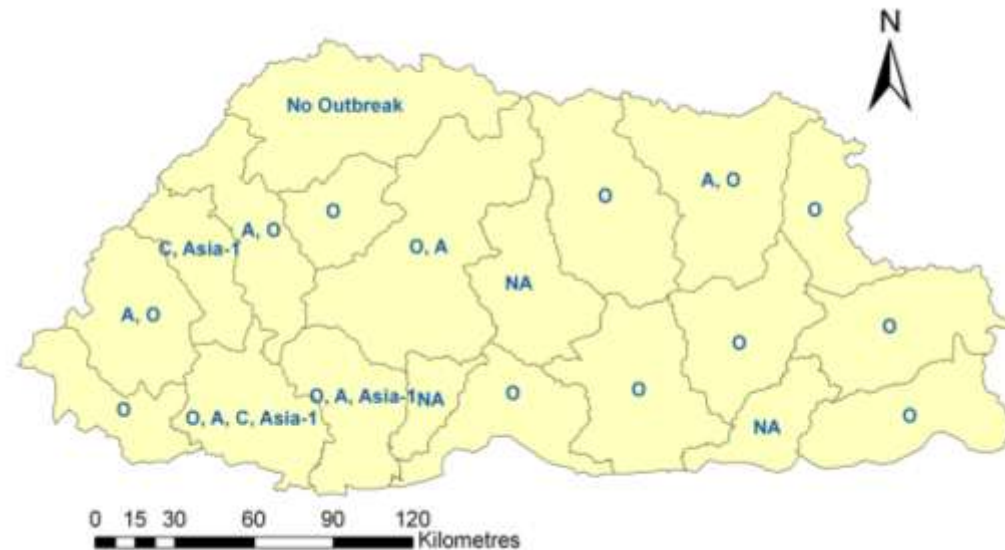 N
No Outbreak
O
A, O
O
O
A, O
C, Asia-1
O, A
NA
A, O
O
O
O
O, A, Asia-1
NA
O
O
O
O, A, C, Asia-1
NA
O
0 15 30 60 90 120
Kilometres